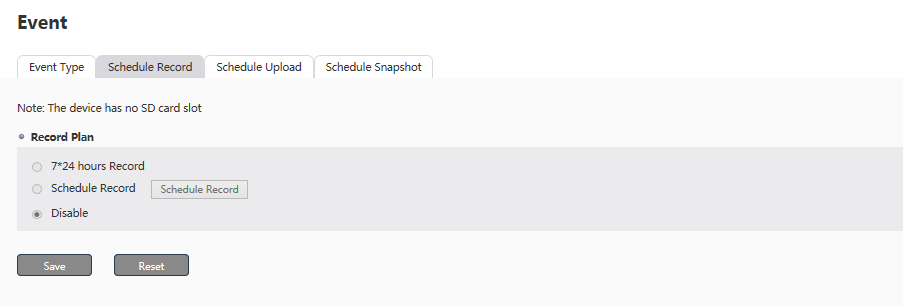 Event
Event Type Schedule Record Schedule Upload Schedule Snapshot
Note: The device has no SD card slot
Record Plan
7*24 hours Record
Schedule Record Schedule Record
Disable
Save Reset